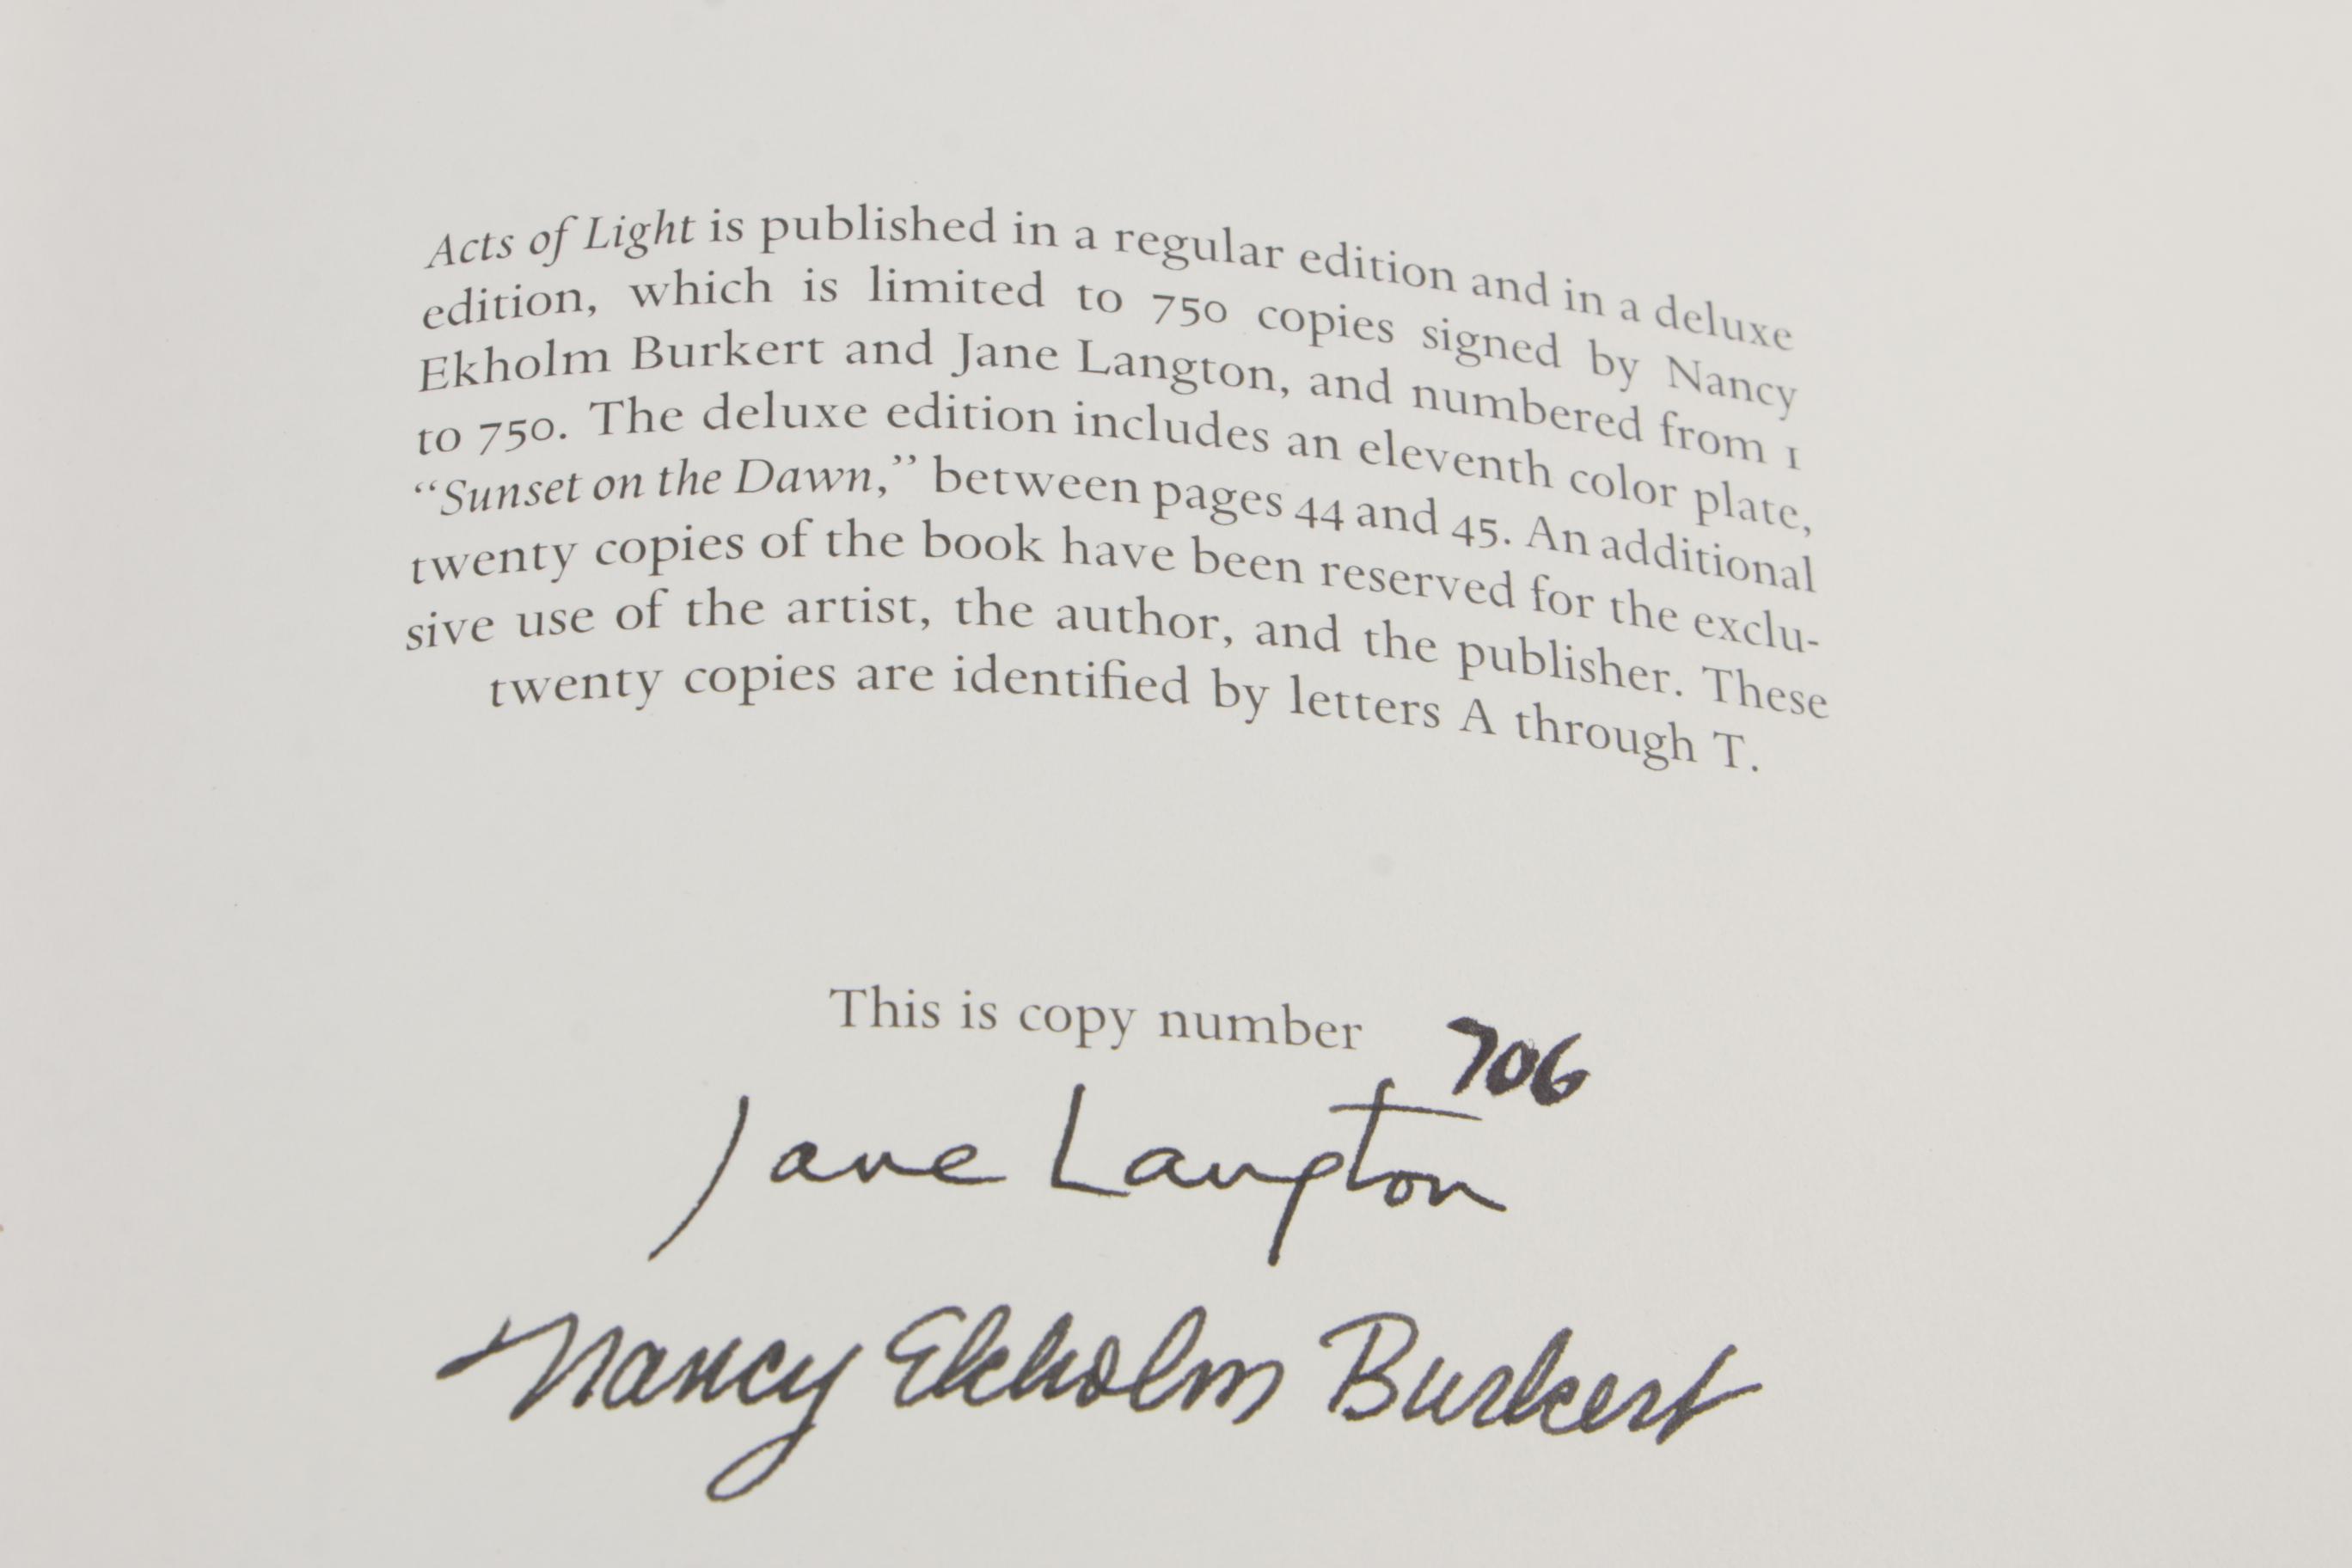 Acts of Light is published in a regular edition and in a deluxe
edition, which is limited to 750 copies signed by Nancy
Ekholm Burkert and Jane Langton, and numbered from 1
to 750. The deluxe edition includes an eleventh color plate,
“Sunset on the Dawn,” between pages 44 and 45. An additional
twenty copies of the book have been reserved for the exclu-
sive use of the artist, the author, and the publisher. These
twenty copies are identified by letters A through T.
This is copy number 706
Jane Langton
Nancy Ekholm Burkert